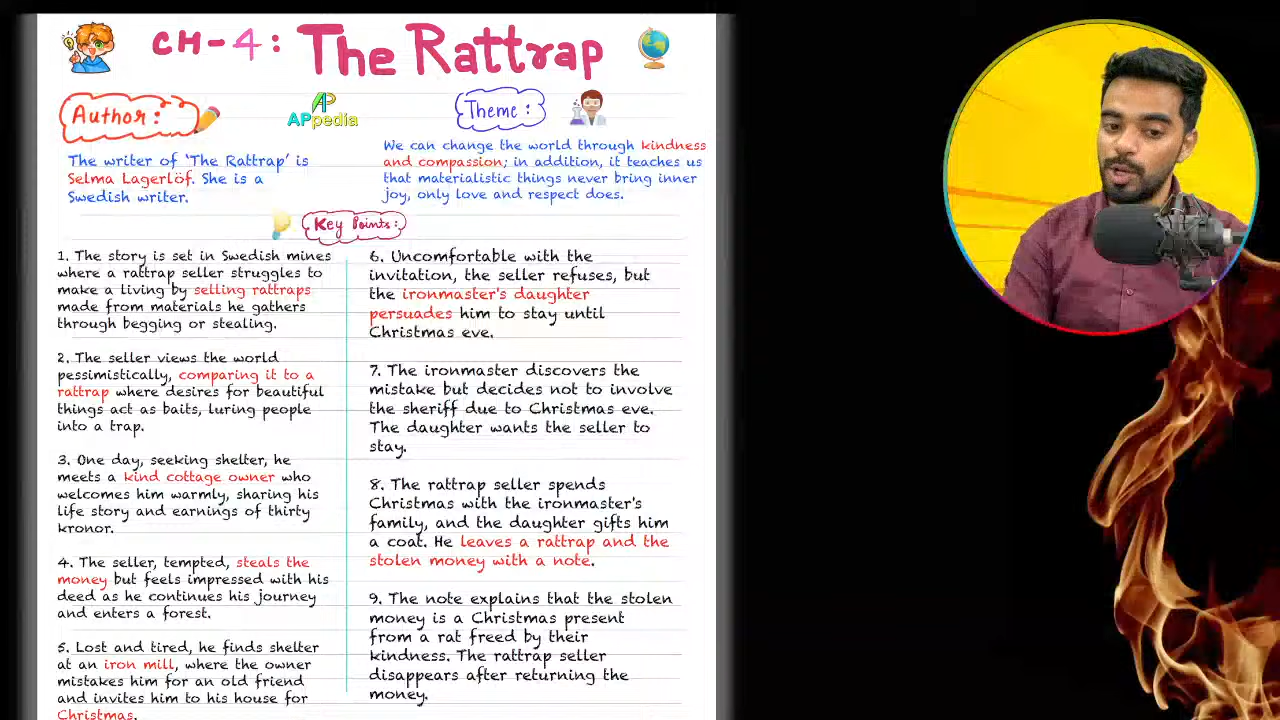 CH-4: The Rattrap
Author:
AP
APpedia
Theme:
The writer of 'The Rattrap' is
Selma Lagerlöf. She is a
Swedish writer.
We can change the world through kindness
and compassion; in addition, it teaches us
that materialistic things never bring inner
joy, only love and respect does.
Key Points:
1. The story is set in Swedish mines
where a rattrap seller struggles to
make a living by selling rattraps
made from materials he gathers
through begging or stealing.
2. The seller views the world
pessimistically, comparing it to a
rattrap where desires for beautiful
things act as baits, luring people
into a trap.
3. One day, seeking shelter, he
meets a kind cottage owner who
welcomes him warmly, sharing his
life story and earnings of thirty
kronor.
4. The seller, tempted, steals the
money but feels impressed with his
deed as he continues his journey
and enters a forest.
5. Lost and tired, he finds shelter
at an iron mill, where the owner
mistakes him for an old friend
and invites him to his house for
Christmas.
6. Uncomfortable with the
invitation, the seller refuses, but
the ironmaster's daughter
persuades him to stay until
Christmas eve.
7. The ironmaster discovers the
mistake but decides not to involve
the sheriff due to Christmas eve.
The daughter wants the seller to
stay.
8. The rattrap seller spends
Christmas with the ironmaster's
family, and the daughter gifts him
a coat. He leaves a rattrap and the
stolen money with a note.
9. The note explains that the stolen
money is a Christmas present
from a rat freed by their
kindness. The rattrap seller
disappears after returning the
money.